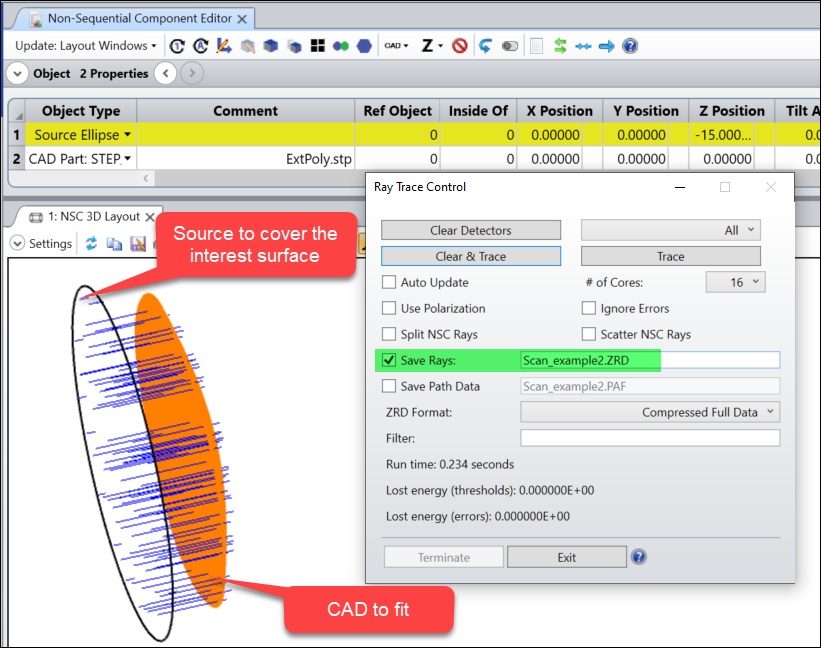 Non-Sequential Component Editor
Update: Layout Windows
CAD Z
Object 2 Properties
Object Type Comment Ref Object Inside Of X Position Y Position Z Position Tilt A
1 Source Ellipse 0 0 0.00000 0.00000 -15.000... 0.0
2 CAD Part: STEP, ExtPoly.stp 0 0 0.00000 0.00000 0.00000 0.0
1: NSC 3D Layout
Settings
Source to cover the
interest surface
CAD to fit
Ray Trace Control
Clear Detectors All
Clear & Trace Trace
Auto Update # of Cores: 16
Use Polarization Ignore Errors
Split NSC Rays Scatter NSC Rays
Save Rays: Scan_example2.ZRD
Save Path Data Scan_example2.PAF
ZRD Format: Compressed Full Data
Filter:
Run time: 0.234 seconds
Lost energy (thresholds): 0.000000E+00
Lost energy (errors): 0.000000E+00
Terminate Exit